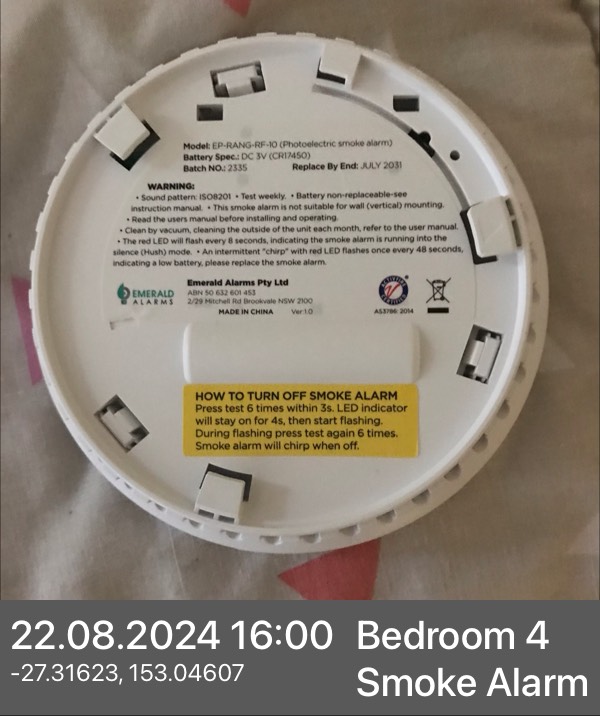 Model: EP-RANG-RF-10 (Photoelectric smoke alarm)
Battery Spec.: DC 3V (CR17450)
Batch NO.: 2335 Replace By End: JULY 2031
WARNING:
• Sound pattern: ISO8201 • Test weekly. • Battery non-replaceable-see
instruction manual. • This smoke alarm is not suitable for wall (vertical) mounting.
• Read the users manual before installing and operating.
• Clean by vacuum, cleaning the outside of the unit each month, refer to the user manual.
• The red LED will flash every 8 seconds, indicating the smoke alarm is running into the
silence (Hush) mode. • An intermittent "chirp" with red LED flashes once every 48 seconds,
indicating a low battery, please replace the smoke alarm.
EMERALD
ALARMS
Emerald Alarms Pty Ltd
ABN 50 632 601 453
2/29 Mitchell Rd Brookvale NSW 2100
MADE IN CHINA Ver:1.0
AS3786: 2014
HOW TO TURN OFF SMOKE ALARM
Press test 6 times within 3s. LED indicator
will stay on for 4s, then start flashing.
During flashing press test again 6 times.
Smoke alarm will chirp when off.
22.08.2024 16:00
-27.31623, 153.04607
Bedroom 4
Smoke Alarm